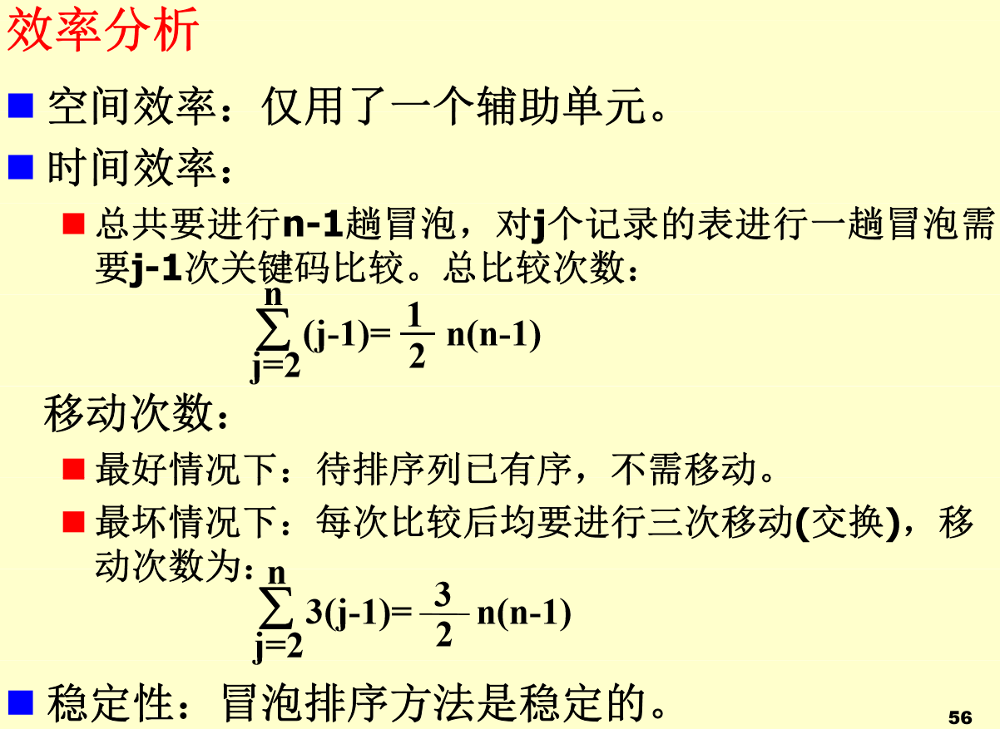 效率分析
空间效率：仅用了一个辅助单元。
时间效率：
总共要进行n-1趟冒泡，对j个记录的表进行一趟冒泡需
要j-1次关键码比较。总比较次数：
n
∑(j-1)= 1/2 n(n-1)
j=2
移动次数：
最好情况下：待排序列已有序，不需移动。
最坏情况下：每次比较后均要进行三次移动(交换)，移
动次数为：
n
∑3(j-1)= 3/2 n(n-1)
j=2
稳定性：冒泡排序方法是稳定的。
56